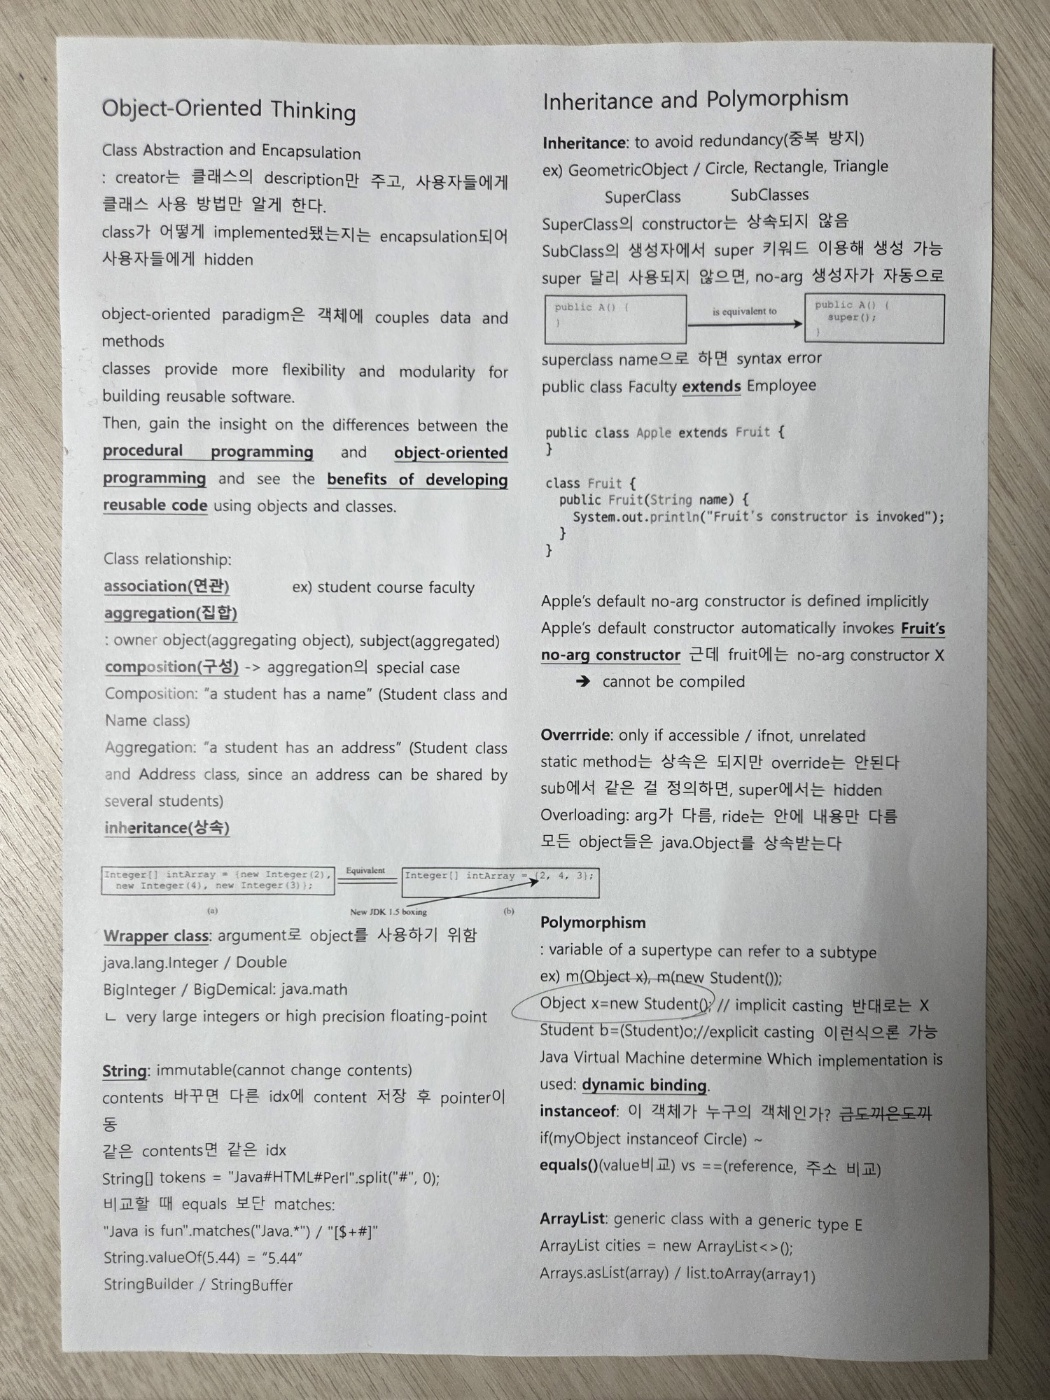 Object-Oriented Thinking
Class Abstraction and Encapsulation
: creator는 클래스의 description만 주고, 사용자들에게
클래스 사용 방법만 알게 한다.
class가 어떻게 implemented됐는지는 encapsulation되어
사용자들에게 hidden
object-oriented paradigm은 객체에 couples data and
methods
classes provide more flexibility and modularity for
building reusable software.
Then, gain the insight on the differences between the
procedural programming and object-oriented
programming and see the benefits of developing
reusable code using objects and classes.
Class relationship:
association(연관) ex) student course faculty
aggregation(집합)
: owner object(aggregating object), subject(aggregated)
composition(구성) -> aggregation의 special case
Composition: "a student has a name" (Student class and
Name class)
Aggregation: "a student has an address" (Student class
and Address class, since an address can be shared by
several students)
inheritance(상속)
Integer[] intArray = {new Integer(2),
new Integer(4), new Integer(3)};
(a)
Equivalent
New JDK 1.5 boxing
Integer[] intArray = {2, 4, 3};
(b)
Wrapper class: argument로 object를 사용하기 위함
java.lang.Integer / Double
BigInteger / BigDemical: java.math
ㄴ very large integers or high precision floating-point
String: immutable(cannot change contents)
contents 바꾸면 다른 idx에 content 저장 후 pointer이
동
같은 contents면 같은 idx
String[] tokens = "Java#HTML#Perl".split("#", 0);
비교할 때 equals 보단 matches:
"Java is fun".matches("Java.*") / "[$+#]"
String.valueOf(5.44) = "5.44"
StringBuilder / StringBuffer
Inheritance and Polymorphism
Inheritance: to avoid redundancy(중복 방지)
ex) GeometricObject / Circle, Rectangle, Triangle
SuperClass SubClasses
SuperClass의 constructor는 상속되지 않음
SubClass의 생성자에서 super 키워드 이용해 생성 가능
super 달리 사용되지 않으면, no-arg 생성자가 자동으로
public A() {
}
is equivalent to
public A() {
super();
}
superclass name으로 하면 syntax error
public class Faculty extends Employee
public class Apple extends Fruit {
}
class Fruit {
public Fruit(String name) {
System.out.println("Fruit's constructor is invoked");
}
}
Apple's default no-arg constructor is defined implicitly
Apple's default constructor automatically invokes Fruit's
no-arg constructor 근데 fruit에는 no-arg constructor X
➔ cannot be compiled
Overrride: only if accessible / ifnot, unrelated
static method는 상속은 되지만 override는 안된다
sub에서 같은 걸 정의하면, super에서는 hidden
Overloading: arg가 다름, ride는 안에 내용만 다름
모든 object들은 java.Object를 상속받는다
Polymorphism
: variable of a supertype can refer to a subtype
ex) m(Object x), m(new Student());
Object x=new Student(); // implicit casting 반대로는 X
Student b=(Student)o;//explicit casting 이런식으론 가능
Java Virtual Machine determine Which implementation is
used: dynamic binding.
instanceof: 이 객체가 누구의 객체인가? 금도끼은도끼
if(myObject instanceof Circle) ~
equals()(value비교) vs ==(reference, 주소 비교)
ArrayList: generic class with a generic type E
ArrayList cities = new ArrayList<>();
Arrays.asList(array) / list.toArray(array1)